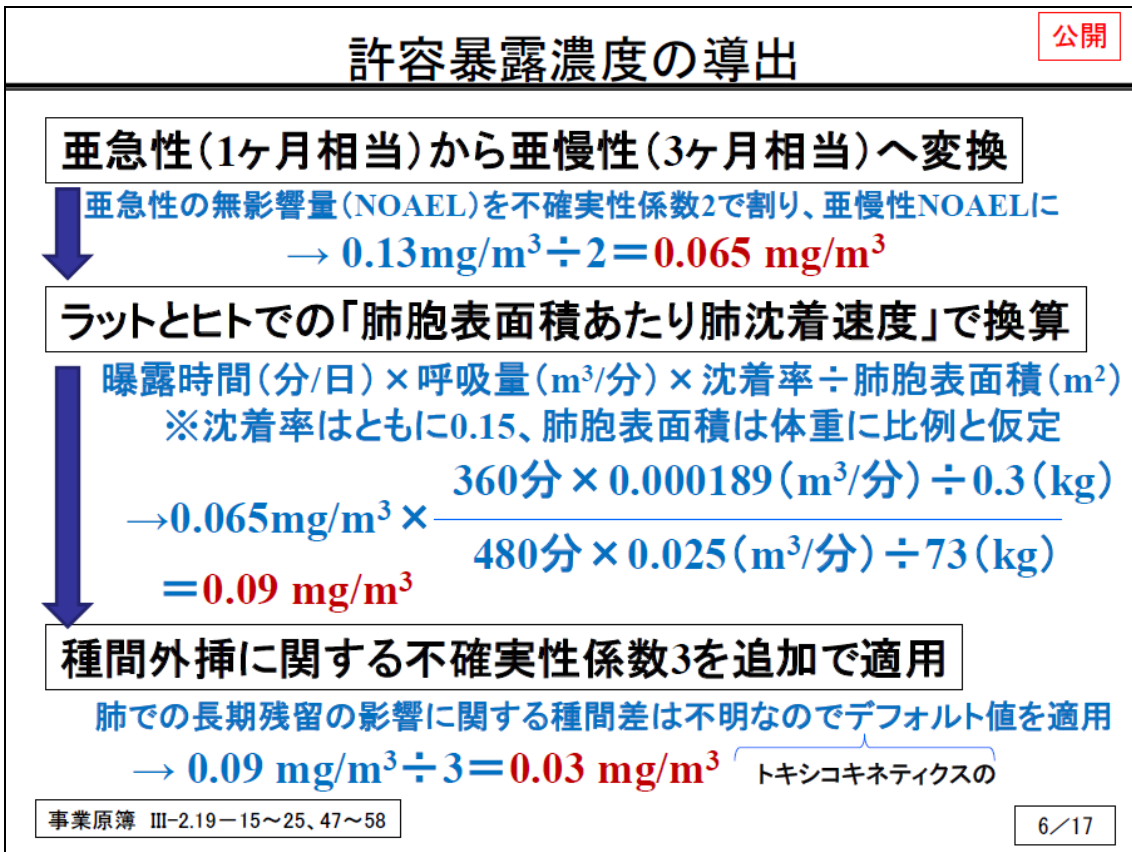 公開
許容暴露濃度の導出
亜急性(1ヶ月相当)から亜慢性(3ヶ月相当)へ変換
亜急性の無影響量(NOAEL)を不確実性係数2で割り、亜慢性NOAELに
→ 0.13mg/m³÷2=0.065 mg/m³
ラットとヒトでの「肺胞表面積あたり肺沈着速度」で換算
曝露時間(分/日)×呼吸量(m³/分)×沈着率÷肺胞表面積(m²)
※沈着率はともに0.15、肺胞表面積は体重に比例と仮定
360分×0.000189(m³/分)÷0.3(kg)
→0.065mg/m³×
480分×0.025(m³/分)÷73(kg)
=0.09 mg/m³
種間外挿に関する不確実性係数3を追加で適用
肺での長期残留の影響に関する種間差は不明なのでデフォルト値を適用
→ 0.09 mg/m³÷3=0.03 mg/m³
トキシコキネティクスの
事業原簿 III-2.19-15~25、47~58
6/17